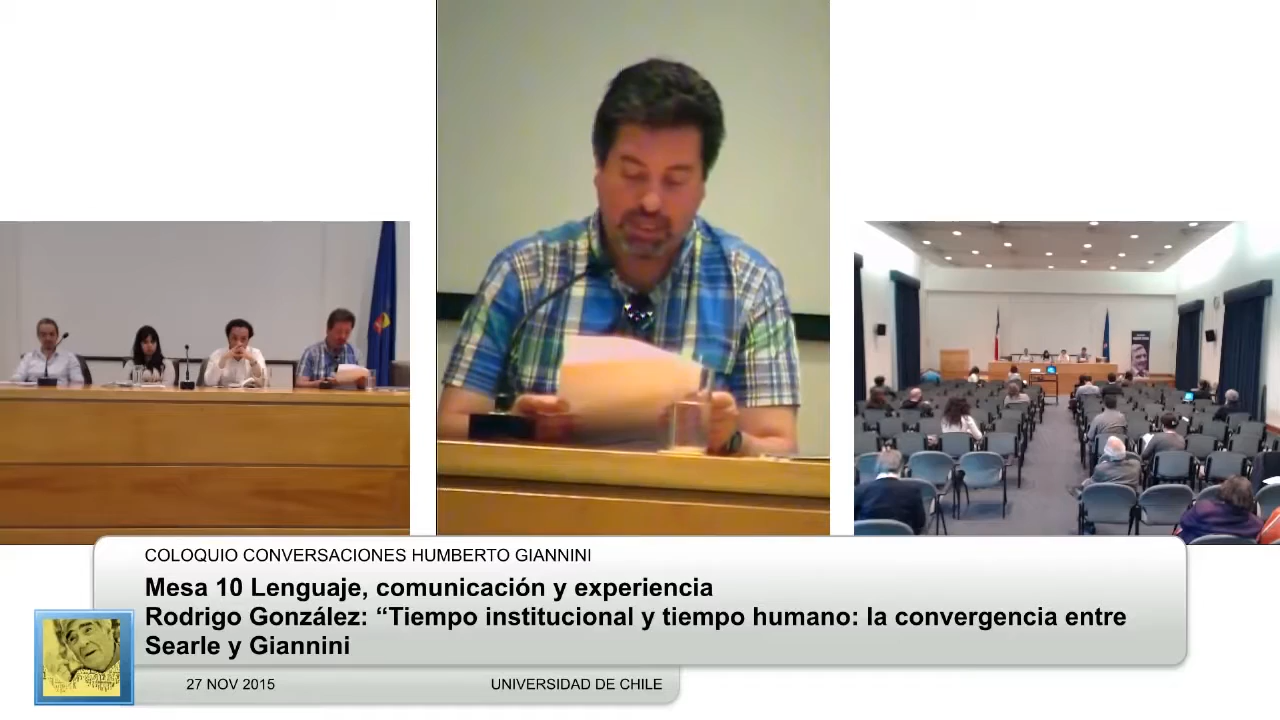 COLOQUIO CONVERSACIONES HUMBERTO GIANNINI
Mesa 10 Lenguaje, comunicación y experiencia
Rodrigo González: “Tiempo institucional y tiempo humano: la convergencia entre
Searle y Giannini
27 NOV 2015
UNIVERSIDAD DE CHILE